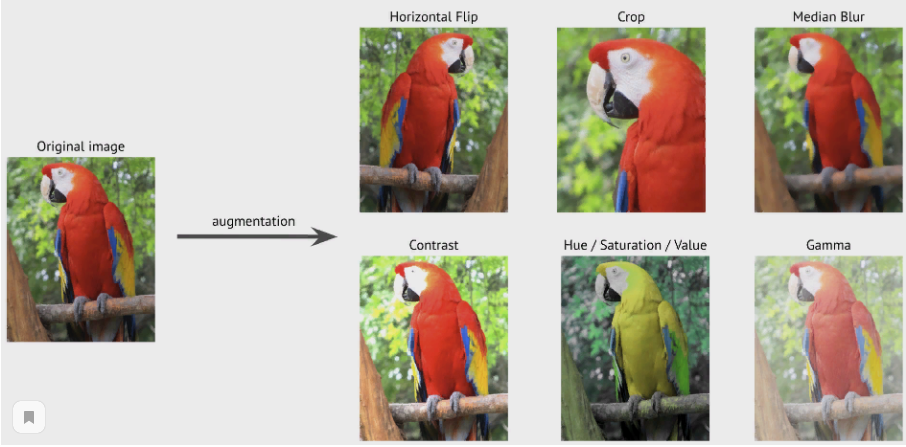 Horizontal Flip
Crop
Median Blur
Original image
augmentation
Contrast
Hue / Saturation / Value
Gamma